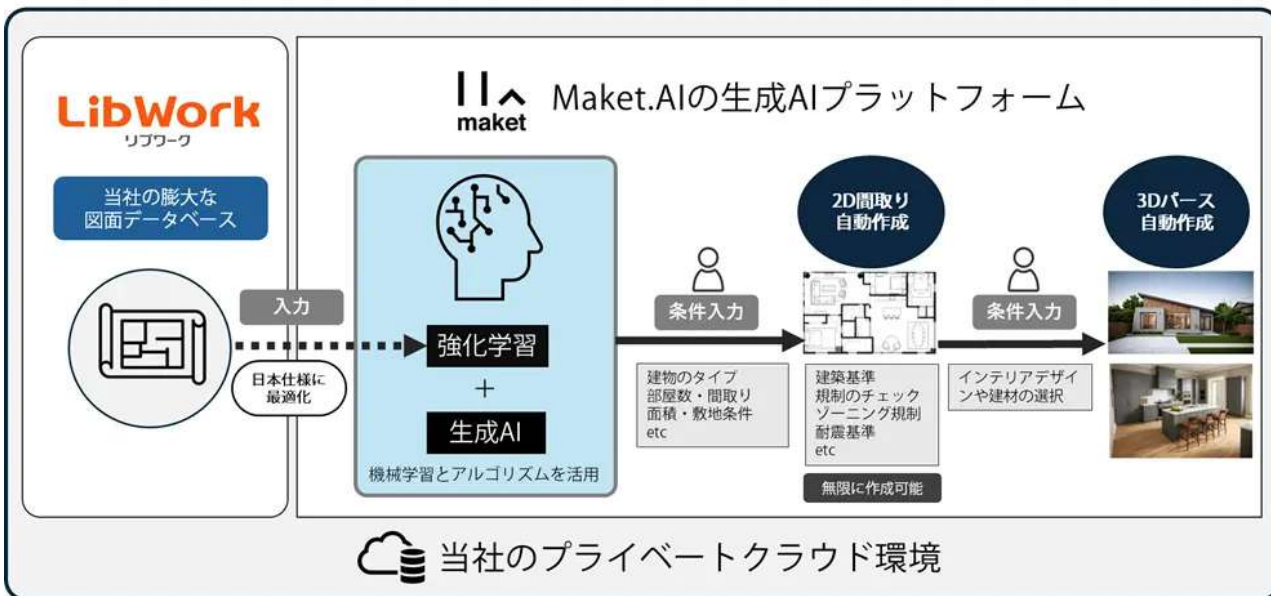 LibWork
リブワーク
当社の膨大な
図面データベース
入力
日本仕様に
最適化
maket
Maket.AIの生成AIプラットフォーム
強化学習
+
生成AI
機械学習とアルゴリズムを活用
条件入力
建物のタイプ
部屋数・間取り
面積・敷地条件
etc
2D間取り
自動作成
建築基準
規制のチェック
ゾーニング規制
耐震基準
etc
無限に作成可能
条件入力
インテリアデザイ
ンや建材の選択
3Dパース
自動作成
当社のプライベートクラウド環境